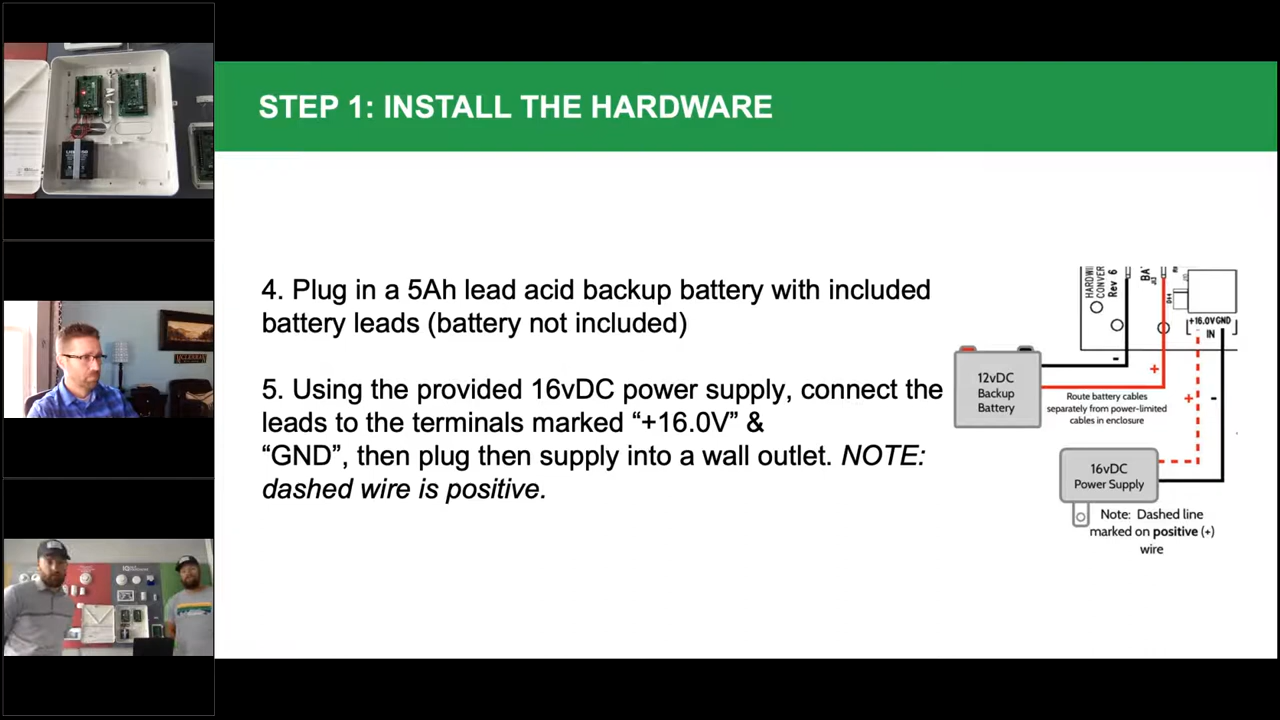 STEP 1: INSTALL THE HARDWARE
4. Plug in a 5Ah lead acid backup battery with included
battery leads (battery not included)
5. Using the provided 16vDC power supply, connect the
leads to the terminals marked “+16.0V” &
“GND”, then plug then supply into a wall outlet. NOTE:
dashed wire is positive.
HARDWI
CONVER
Rev 6
BA
+16.0V GND
IN
12vDC
Backup
Battery
-
+
Route battery cables
separately from power-limited
cables in enclosure
+
-
16vDC
Power Supply
Note: Dashed line
marked on positive (+)
wire